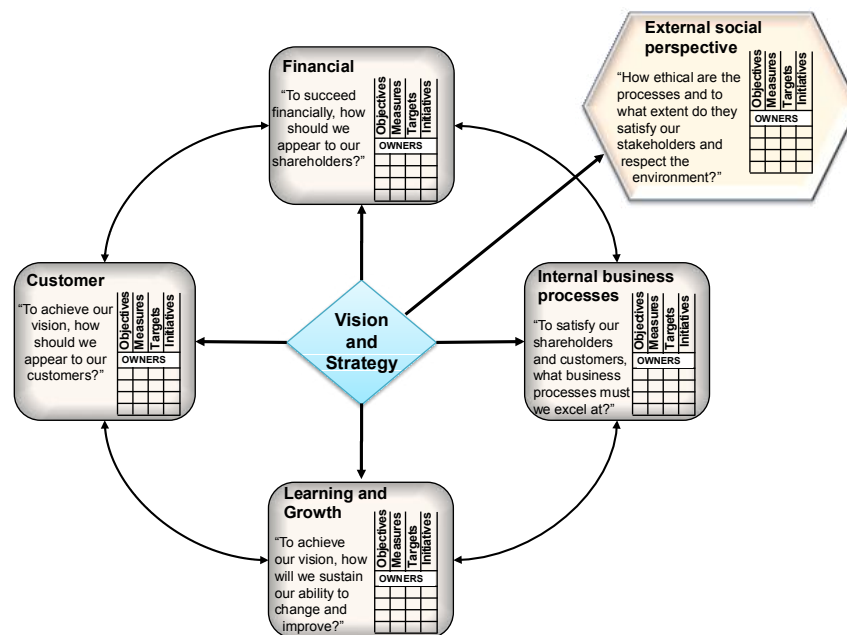 External social
perspective
“How ethical are the
processes and to
what extent do they
satisfy our
stakeholders and
respect the
environment?”
Objectives
Measures
Targets
Initiatives
OWNERS
Financial
“To succeed
financially, how
should we
appear to our
shareholders?”
Objectives
Measures
Targets
Initiatives
OWNERS
Customer
“To achieve our
vision, how
should we
appear to our
customers?”
Objectives
Measures
Targets
Initiatives
OWNERS
Vision
and
Strategy
Internal business
processes
“To satisfy our
shareholders
and customers,
what business
processes must
we excel at?”
Objectives
Measures
Targets
Initiatives
OWNERS
Learning and
Growth
“To achieve
our vision, how
will we sustain
our ability to
change and
improve?”
Objectives
Measures
Targets
Initiatives
OWNERS